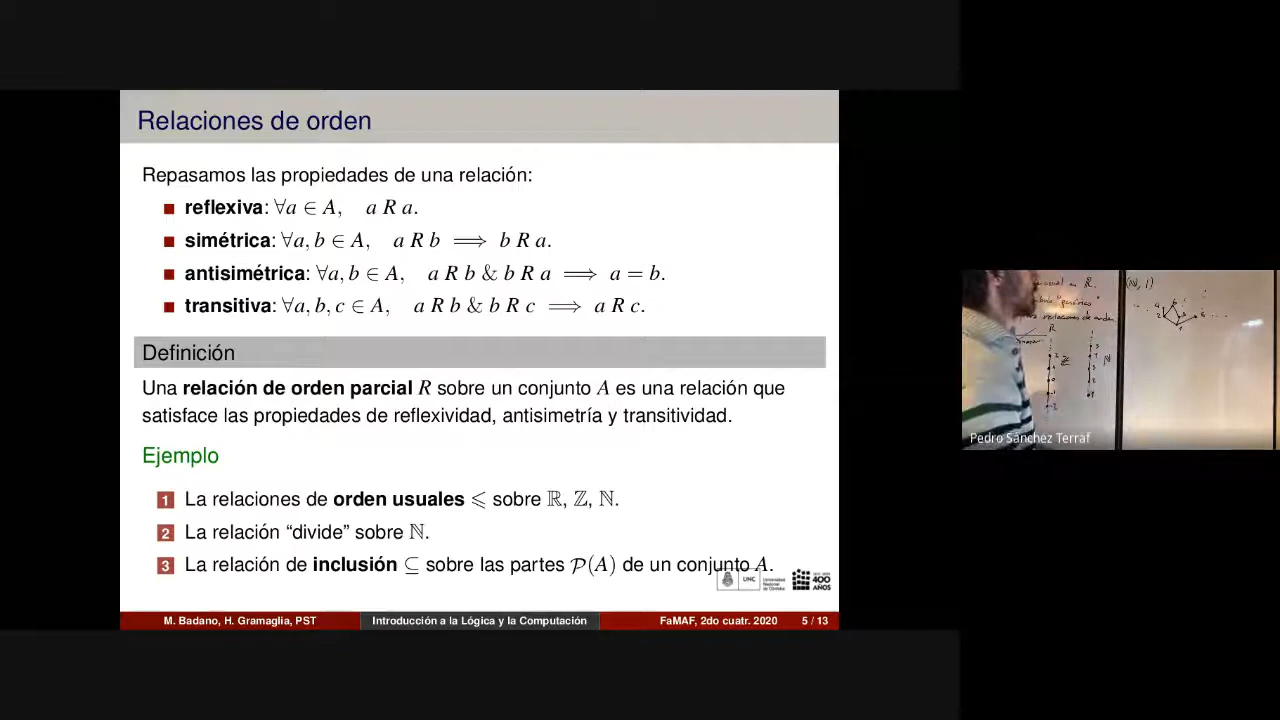 Relaciones de orden
Repasamos las propiedades de una relación:
reflexiva: ∀a ∈ A, a R a.
simétrica: ∀a, b ∈ A, a R b ⟹ b R a.
antisimétrica: ∀a, b ∈ A, a R b & b R a ⟹ a = b.
transitiva: ∀a, b, c ∈ A, a R b & b R c ⟹ a R c.
Definición
Una relación de orden parcial R sobre un conjunto A es una relación que
satisface las propiedades de reflexividad, antisimetría y transitividad.
Ejemplo
1 La relaciones de orden usuales ⩽ sobre ℝ, ℤ, ℕ.
2 La relación “divide” sobre ℕ.
3 La relación de inclusión ⊆ sobre las partes 𝒫(A) de un conjunto A.
UNC
400
AÑOS
M. Badano, H. Gramaglia, PST
Introducción a la Lógica y la Computación
FaMAF, 2do cuatr. 2020 5 / 13
relaciones de orden
ℝ
ℤ
Pedro Sánchez Terraf